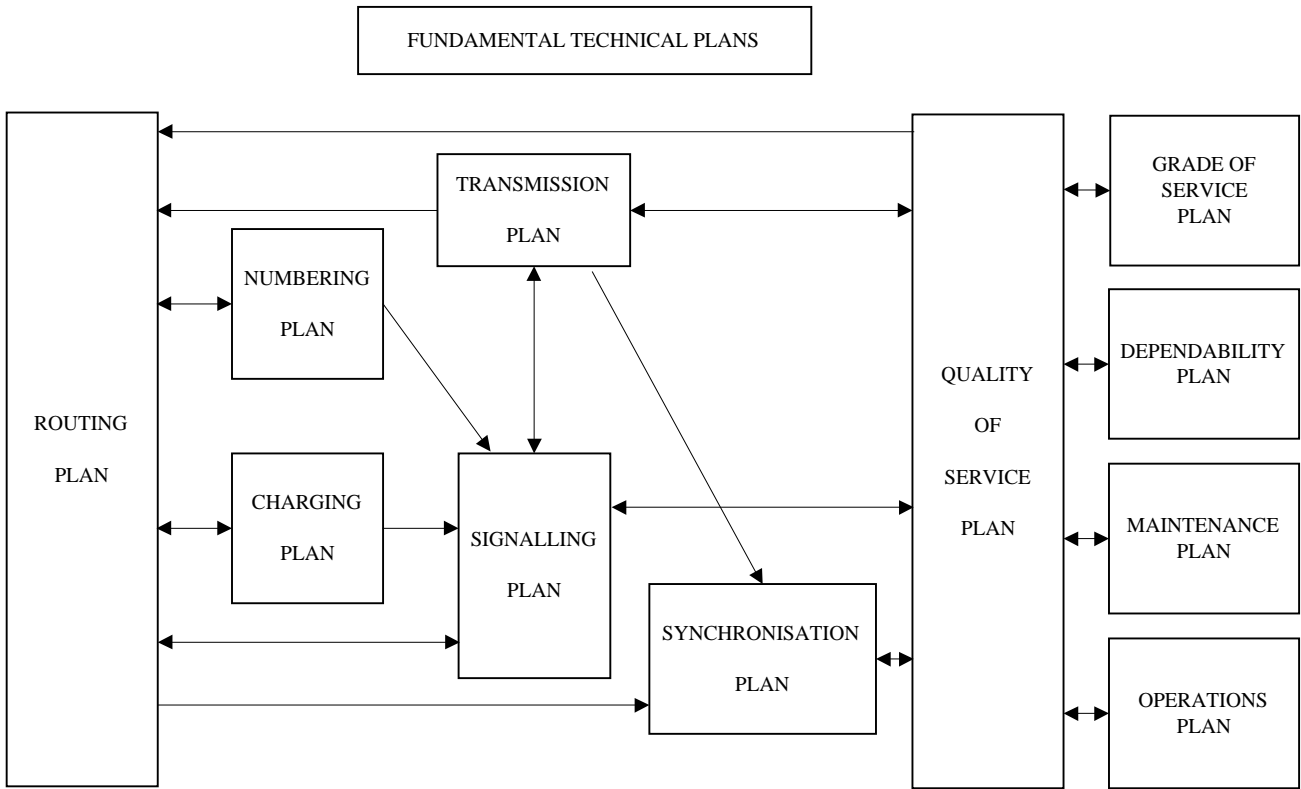 FUNDAMENTAL TECHNICAL PLANS
ROUTING
PLAN
TRANSMISSION
PLAN
NUMBERING
PLAN
CHARGING
PLAN
SIGNALLING
PLAN
SYNCHRONISATION
PLAN
QUALITY
OF
SERVICE
PLAN
GRADE OF
SERVICE
PLAN
DEPENDABILITY
PLAN
MAINTENANCE
PLAN
OPERATIONS
PLAN